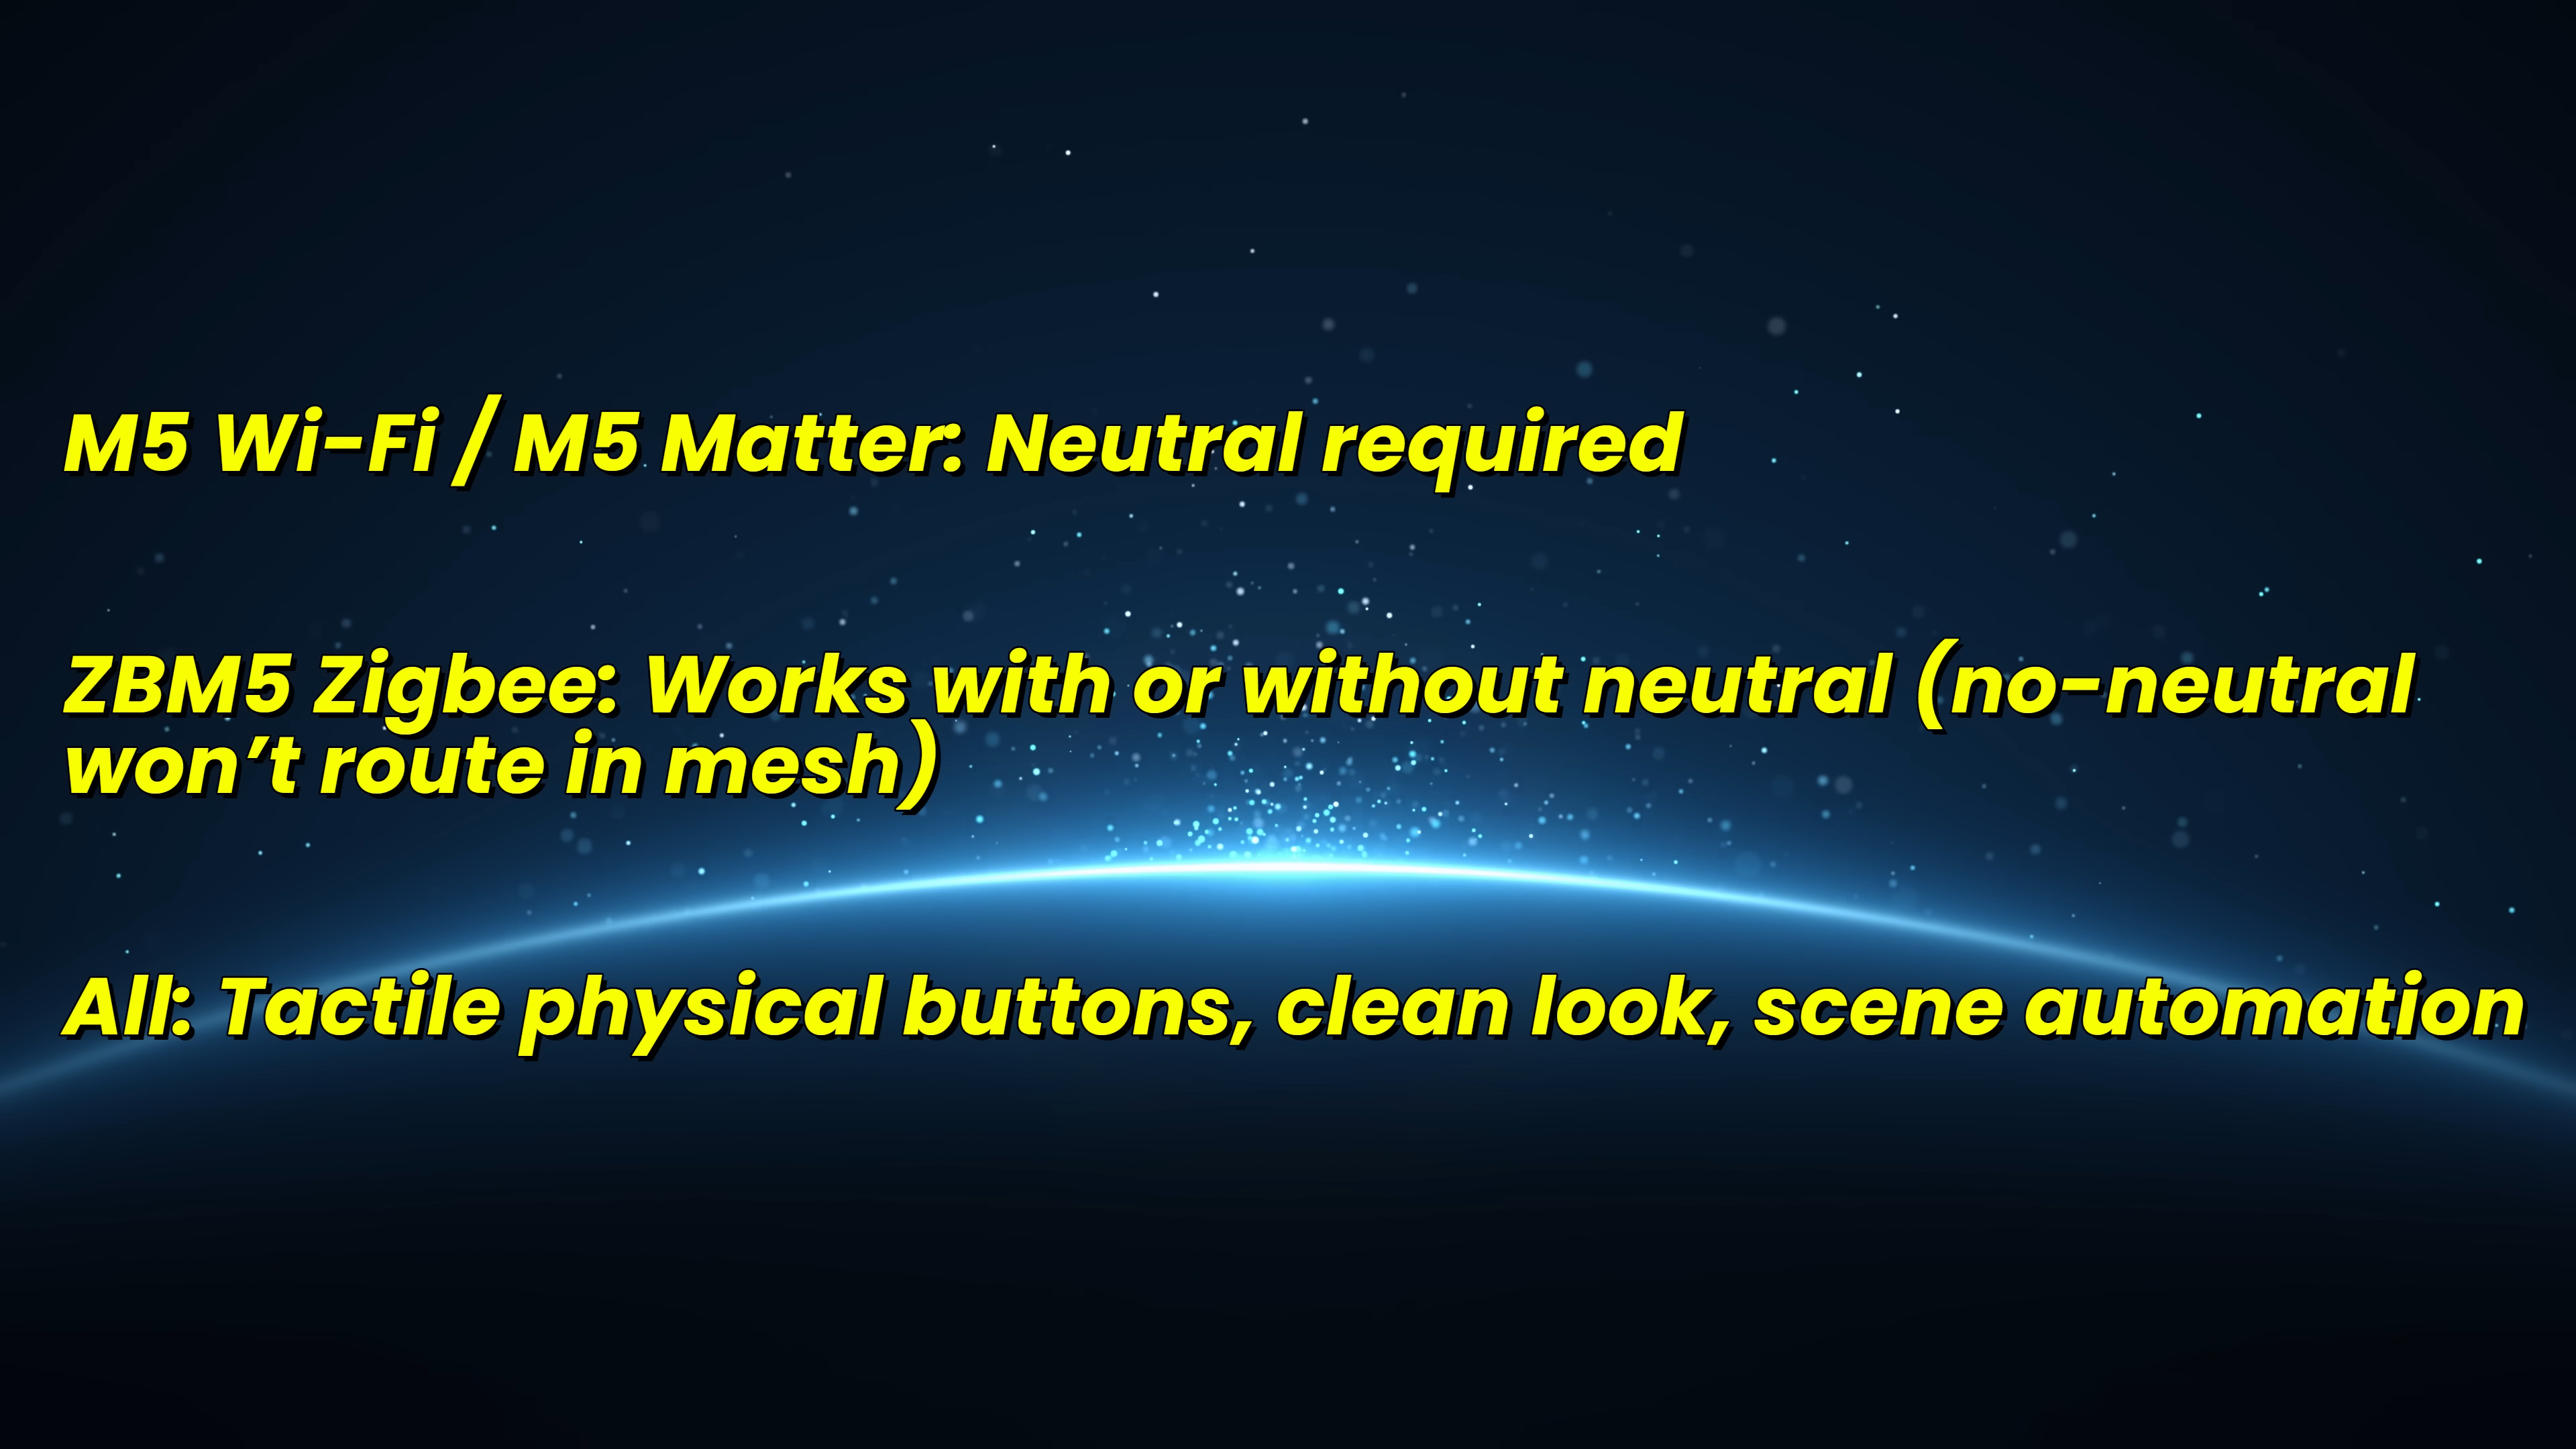 M5 Wi-Fi / M5 Matter: Neutral required
ZBM5 Zigbee: Works with or without neutral (no-neutral
won’t route in mesh)
All: Tactile physical buttons, clean look, scene automation